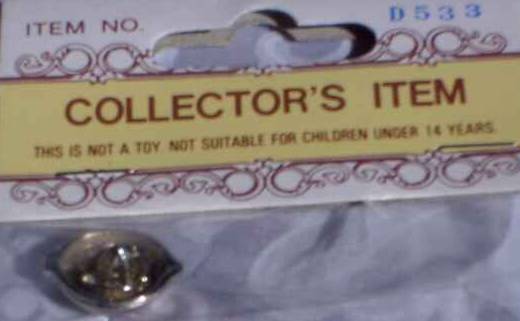 ITEM NO. D533
COLLECTOR'S ITEM
THIS IS NOT A TOY NOT SUITABLE FOR CHILDREN UNDER 14 YEARS.